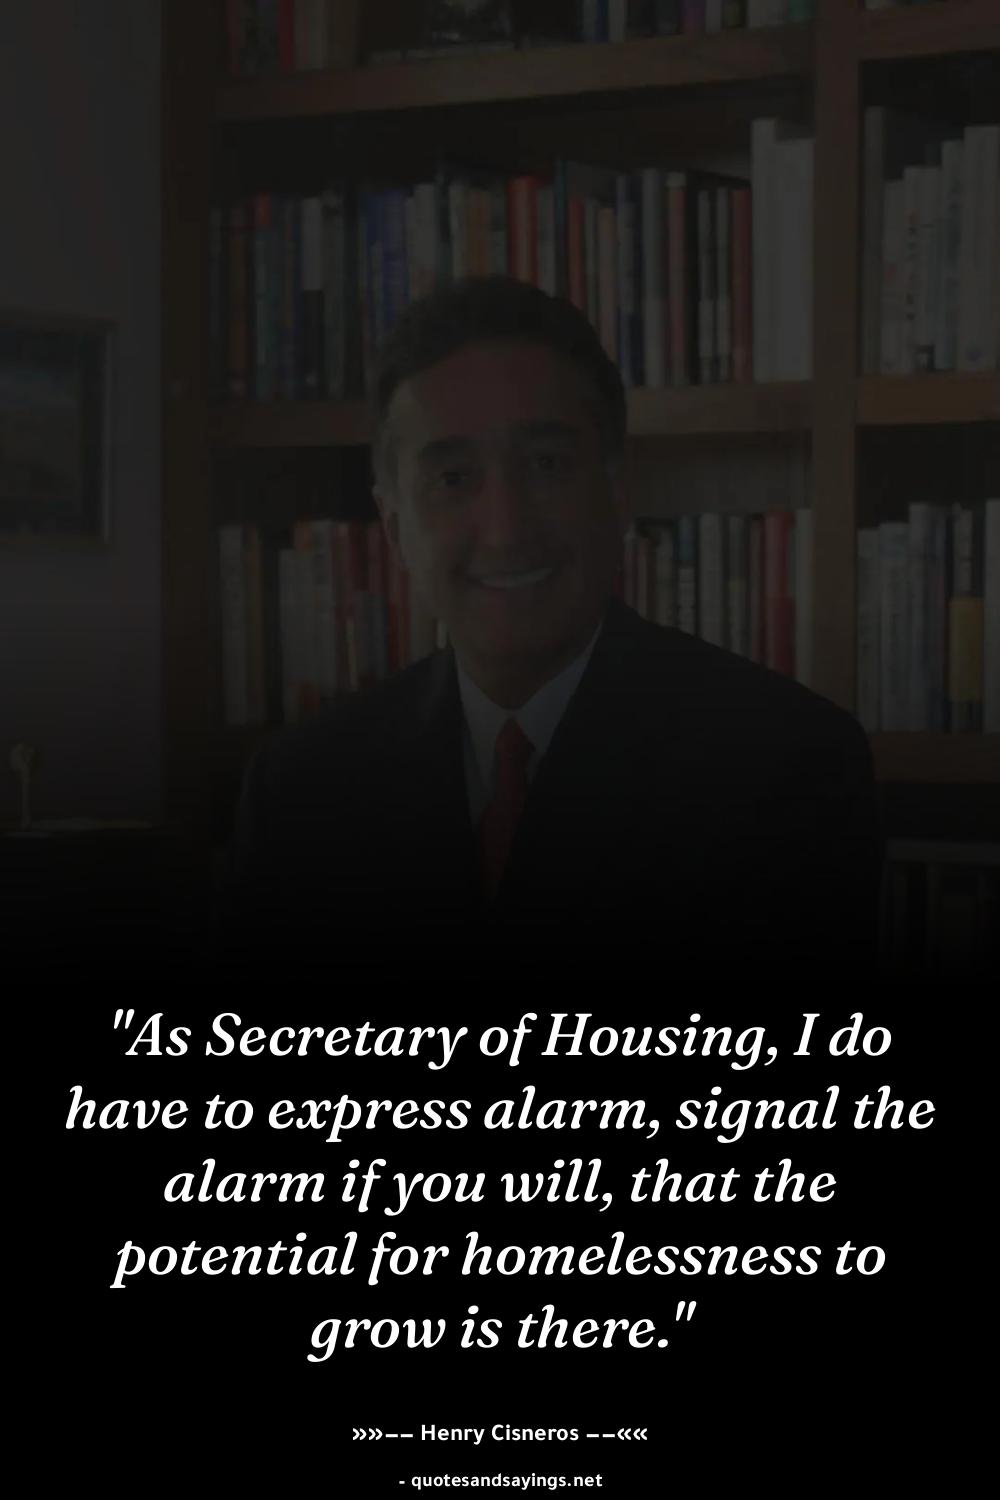 "As Secretary of Housing, I do
have to express alarm, signal the
alarm if you will, that the
potential for homelessness to
grow is there."
»»–– Henry Cisneros ––««
- quotesandsayings.net